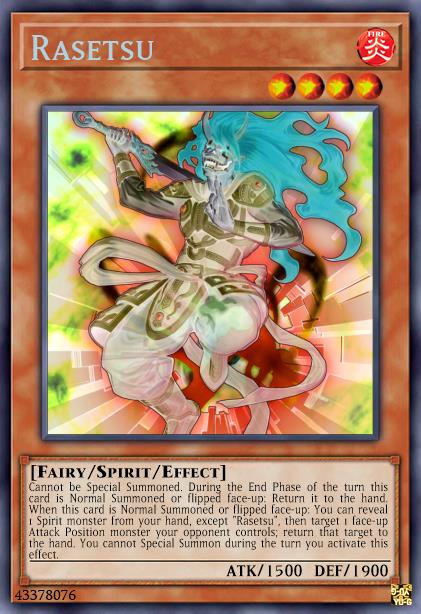 RASETSU
FIRE
炎
[FAIRY/SPIRIT/EFFECT]
Cannot be Special Summoned. During the End Phase of the turn this
card is Normal Summoned or flipped face-up: Return it to the hand.
When this card is Normal Summoned or flipped face-up: You can reveal
1 Spirit monster from your hand, except "Rasetsu", then target 1 face-up
Attack Position monster your opponent controls; return that target to
the hand. You cannot Special Summon during the turn you activate this
effect.
ATK/1500 DEF/1900
43378076